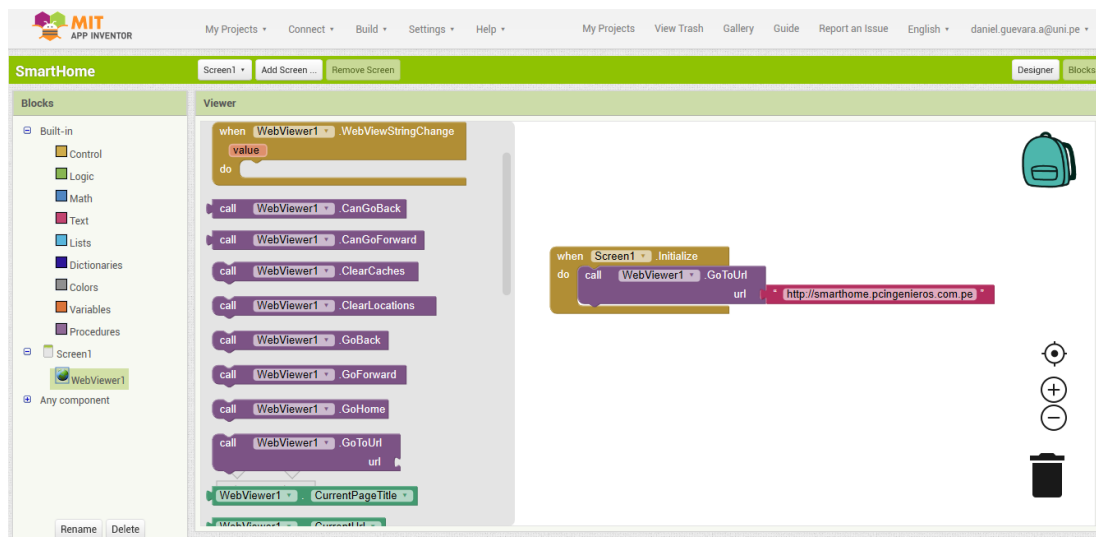 MIT
APP INVENTOR
My Projects Connect Build Settings Help My Projects View Trash Gallery Guide Report an Issue English daniel.guevara.a@uni.pe
SmartHome Screen1 Add Screen ... Remove Screen Designer Blocks
Blocks Viewer
Built-in
Control
Logic
Math
Text
Lists
Dictionaries
Colors
Variables
Procedures
Screen1
WebViewer1
Any component
Rename Delete
when WebViewer1 .WebViewStringChange
value
do
call WebViewer1 .CanGoBack
call WebViewer1 .CanGoForward
call WebViewer1 .ClearCaches
call WebViewer1 .ClearLocations
call WebViewer1 .GoBack
call WebViewer1 .GoForward
call WebViewer1 .GoHome
call WebViewer1 .GoToUrl
url
WebViewer1 . CurrentPageTitle
WebViewer1 . CurrentUrl
when Screen1 .Initialize
do call WebViewer1 .GoToUrl
url " http://smarthome.pcingenieros.com.pe "